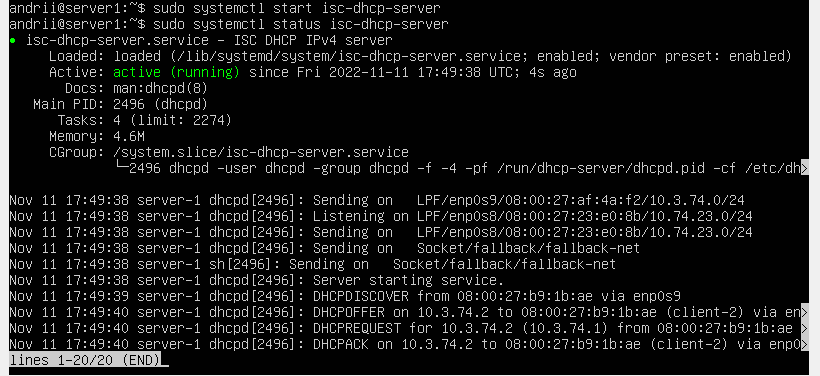 andrii@server1:~$ sudo systemctl start isc-dhcp-server
andrii@server1:~$ sudo systemctl status isc-dhcp-server
● isc-dhcp-server.service - ISC DHCP IPv4 server
Loaded: loaded (/lib/systemd/system/isc-dhcp-server.service; enabled; vendor preset: enabled)
Active: active (running) since Fri 2022-11-11 17:49:38 UTC; 4s ago
Docs: man:dhcpd(8)
Main PID: 2496 (dhcpd)
Tasks: 4 (limit: 2274)
Memory: 4.6M
CGroup: /system.slice/isc-dhcp-server.service
└─2496 dhcpd -user dhcpd -group dhcpd -f -4 -pf /run/dhcp-server/dhcpd.pid -cf /etc/dh>
Nov 11 17:49:38 server-1 dhcpd[2496]: Sending on   LPF/enp0s9/08:00:27:af:4a:f2/10.3.74.0/24
Nov 11 17:49:38 server-1 dhcpd[2496]: Listening on LPF/enp0s8/08:00:27:23:e0:8b/10.74.23.0/24
Nov 11 17:49:38 server-1 dhcpd[2496]: Sending on   LPF/enp0s8/08:00:27:23:e0:8b/10.74.23.0/24
Nov 11 17:49:38 server-1 dhcpd[2496]: Sending on   Socket/fallback/fallback-net
Nov 11 17:49:38 server-1 sh[2496]: Sending on   Socket/fallback/fallback-net
Nov 11 17:49:38 server-1 dhcpd[2496]: Server starting service.
Nov 11 17:49:39 server-1 dhcpd[2496]: DHCPDISCOVER from 08:00:27:b9:1b:ae via enp0s9
Nov 11 17:49:40 server-1 dhcpd[2496]: DHCPOFFER on 10.3.74.2 to 08:00:27:b9:1b:ae (client-2) via en>
Nov 11 17:49:40 server-1 dhcpd[2496]: DHCPREQUEST for 10.3.74.2 (10.3.74.1) from 08:00:27:b9:1b:ae >
Nov 11 17:49:40 server-1 dhcpd[2496]: DHCPACK on 10.3.74.2 to 08:00:27:b9:1b:ae (client-2) via enp0>
lines 1-20/20 (END)